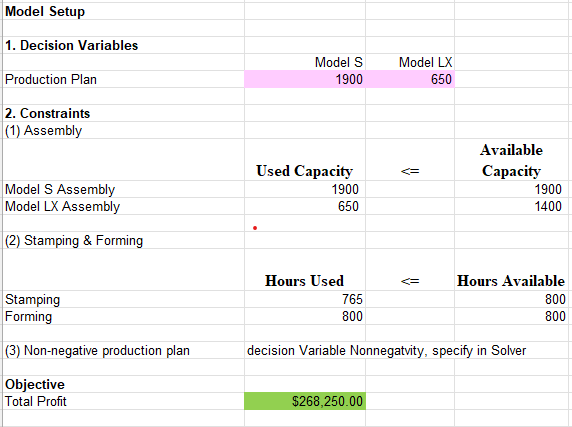 Model Setup
1. Decision Variables
Model S Model LX
Production Plan 1900 650
2. Constraints
(1) Assembly
Available
Used Capacity <= Capacity
Model S Assembly 1900 1900
Model LX Assembly 650 1400
(2) Stamping & Forming
Hours Used <= Hours Available
Stamping 765 800
Forming 800 800
(3) Non-negative production plan decision Variable Nonnegatvity, specify in Solver
Objective
Total Profit $268,250.00